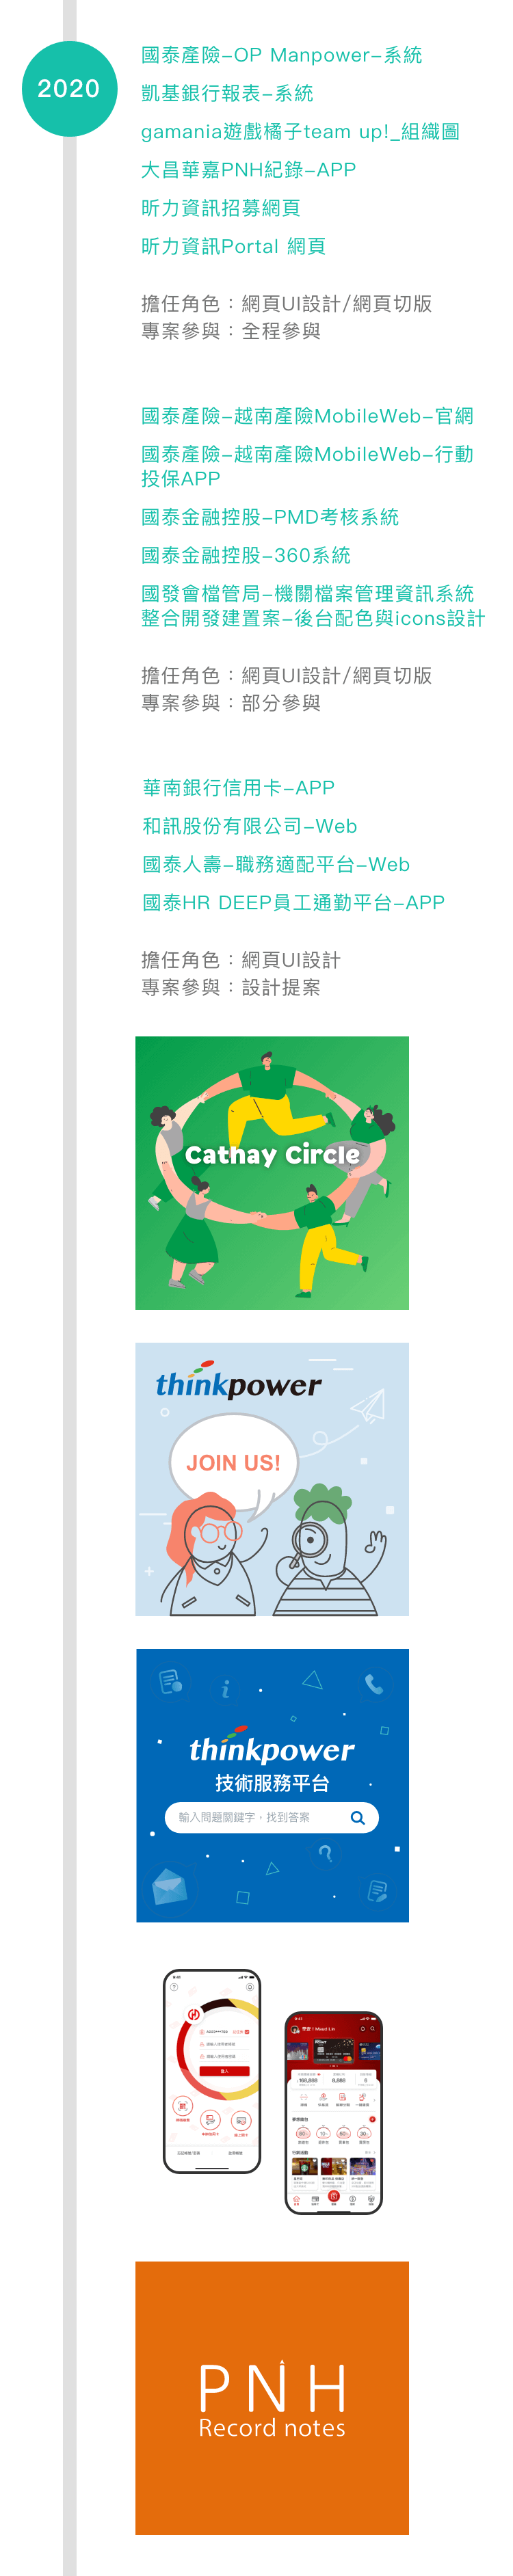 2020
國泰產險-OP Manpower-系統
凱基銀行報表-系統
gamania遊戲橘子team up!_組織圖
大昌華嘉PNH紀錄-APP
昕力資訊招募網頁
昕力資訊Portal 網頁
擔任角色：網頁UI設計/網頁切版
專案參與：全程參與
國泰產險-越南產險MobileWeb-官網
國泰產險-越南產險MobileWeb-行動
投保APP
國泰金融控股-PMD考核系統
國泰金融控股-360系統
國發會檔管局-機關檔案管理資訊系統
整合開發建置案-後台配色與icons設計
擔任角色：網頁UI設計/網頁切版
專案參與：部分參與
華南銀行信用卡-APP
和訊股份有限公司-Web
國泰人壽-職務適配平台-Web
國泰HR DEEP員工通勤平台-APP
擔任角色：網頁UI設計
專案參與：設計提案
Cathay Circle
thinkpower
JOIN US!
thinkpower
技術服務平台
輸入問題關鍵字，找到答案
PNH
Record notes